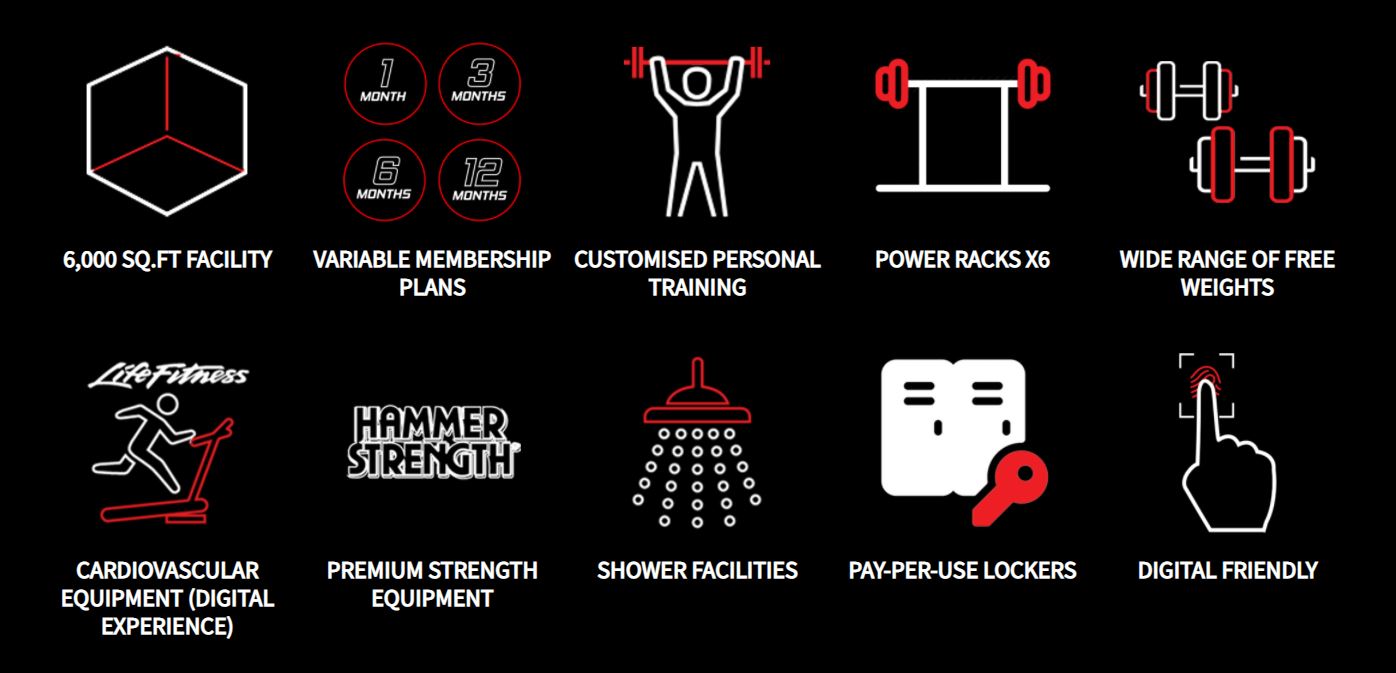 1
MONTH
3
MONTHS
6
MONTHS
12
MONTHS
6,000 SQ.FT FACILITY
VARIABLE MEMBERSHIP
PLANS
CUSTOMISED PERSONAL
TRAINING
POWER RACKS X6
WIDE RANGE OF FREE
WEIGHTS
LifeFitness
HAMMER
STRENGTH
CARDIOVASCULAR
EQUIPMENT (DIGITAL
EXPERIENCE)
PREMIUM STRENGTH
EQUIPMENT
SHOWER FACILITIES
PAY-PER-USE LOCKERS
DIGITAL FRIENDLY